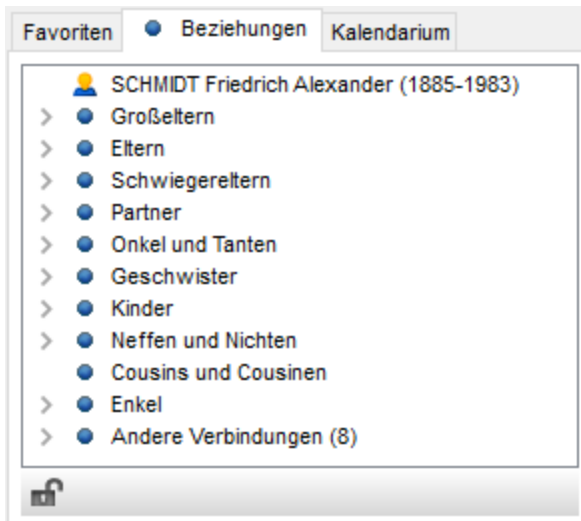 Favoriten Beziehungen Kalendarium
SCHMIDT Friedrich Alexander (1885-1983)
Großeltern
Eltern
Schwiegereltern
Partner
Onkel und Tanten
Geschwister
Kinder
Neffen und Nichten
Cousins und Cousinen
Enkel
Andere Verbindungen (8)